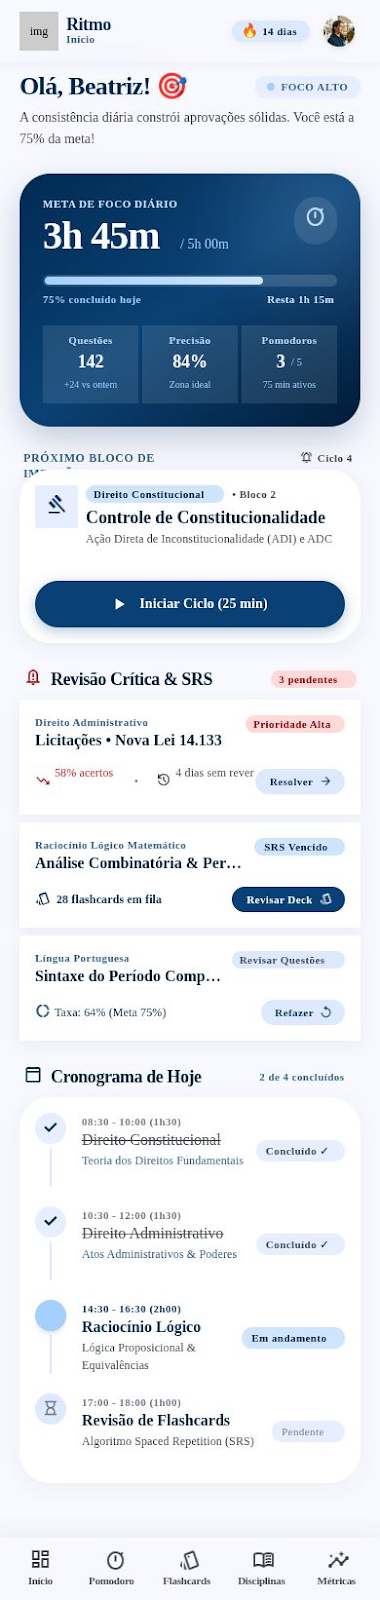 img
Ritmo
Início
🔥 14 dias
Olá, Beatriz! 🎯
FOCO ALTO
A consistência diária constrói aprovações sólidas. Você está a
75% da meta!
META DE FOCO DIÁRIO
3h 45m / 5h 00m
75% concluído hoje
Resta 1h 15m
Questões
142
+24 vs ontem
Precisão
84%
Zona ideal
Pomodoros
3 / 5
75 min ativos
PRÓXIMO BLOCO DE
Ciclo 4
Direito Constitucional • Bloco 2
Controle de Constitucionalidade
Ação Direta de Inconstitucionalidade (ADI) e ADC
Iniciar Ciclo (25 min)
Revisão Crítica & SRS
3 pendentes
Direito Administrativo
Prioridade Alta
Licitações • Nova Lei 14.133
58% acertos • 4 dias sem rever
Resolver
Raciocínio Lógico Matemático
SRS Vencido
Análise Combinatória & Per…
28 flashcards em fila
Revisar Deck
Língua Portuguesa
Revisar Questões
Sintaxe do Período Comp…
Taxa: 64% (Meta 75%)
Refazer
Cronograma de Hoje
2 de 4 concluídos
08:30 - 10:00 (1h30)
Direito Constitucional
Teoria dos Direitos Fundamentais
Concluído ✓
10:30 - 12:00 (1h30)
Direito Administrativo
Atos Administrativos & Poderes
Concluído ✓
14:30 - 16:30 (2h00)
Raciocínio Lógico
Lógica Proposicional &
Equivalências
Em andamento
17:00 - 18:00 (1h00)
Revisão de Flashcards
Algoritmo Spaced Repetition (SRS)
Pendente
Início
Pomodoro
Flashcards
Disciplinas
Métricas